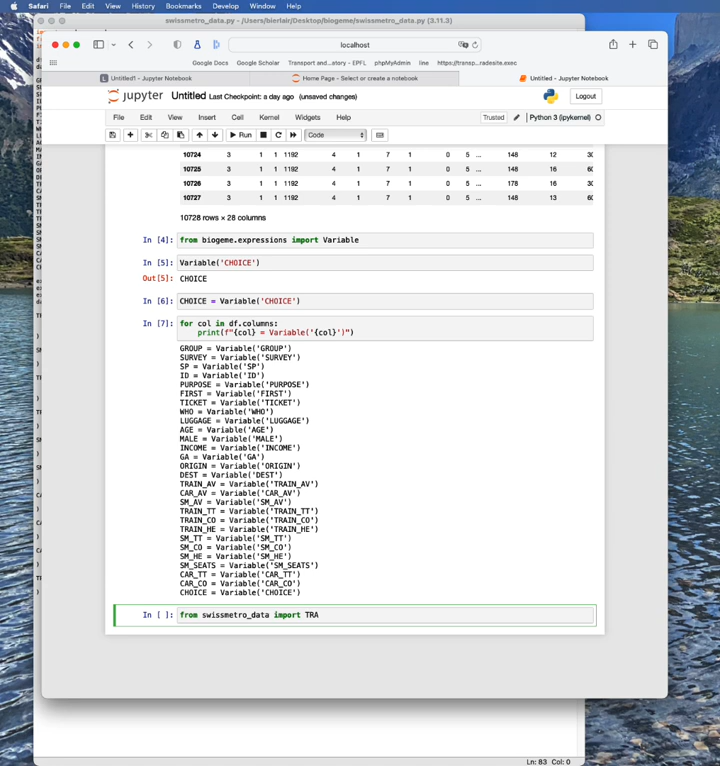 Safari File Edit View History Bookmarks Develop Window Help
swissmetro_data.py - /Users/bierlair/Desktop/biogeme/swissmetro_data.py (3.11.3)
localhost
Google Docs Google Scholar Transport and...story - EPFL phpMyAdmin line https://transp...radesite.exec
Untitled1 - Jupyter Notebook Home Page - Select or create a notebook Untitled - Jupyter Notebook
jupyter Untitled Last Checkpoint: a day ago (unsaved changes) Logout
File Edit View Insert Cell Kernel Widgets Help Trusted Python 3 (ipykernel)
Run Code
10724 3 1 1 1192 4 1 7 1 0 5 ... 148 12 30
10725 3 1 1 1192 4 1 7 1 0 5 ... 148 16 30
10726 3 1 1 1192 4 1 7 1 0 5 ... 178 16 30
10727 3 1 1 1192 4 1 7 1 0 5 ... 148 13 60
10728 rows × 28 columns
In [4]: from biogeme.expressions import Variable
In [5]: Variable('CHOICE')
Out[5]: CHOICE
In [6]: CHOICE = Variable('CHOICE')
In [7]: for col in df.columns:
print(f"{col} = Variable('{col}')")
GROUP = Variable('GROUP')
SURVEY = Variable('SURVEY')
SP = Variable('SP')
ID = Variable('ID')
PURPOSE = Variable('PURPOSE')
FIRST = Variable('FIRST')
TICKET = Variable('TICKET')
WHO = Variable('WHO')
LUGGAGE = Variable('LUGGAGE')
AGE = Variable('AGE')
MALE = Variable('MALE')
INCOME = Variable('INCOME')
GA = Variable('GA')
ORIGIN = Variable('ORIGIN')
DEST = Variable('DEST')
TRAIN_AV = Variable('TRAIN_AV')
CAR_AV = Variable('CAR_AV')
SM_AV = Variable('SM_AV')
TRAIN_TT = Variable('TRAIN_TT')
TRAIN_CO = Variable('TRAIN_CO')
TRAIN_HE = Variable('TRAIN_HE')
SM_TT = Variable('SM_TT')
SM_CO = Variable('SM_CO')
SM_HE = Variable('SM_HE')
SM_SEATS = Variable('SM_SEATS')
CAR_TT = Variable('CAR_TT')
CAR_CO = Variable('CAR_CO')
CHOICE = Variable('CHOICE')
In [ ]: from swissmetro_data import TRA
Ln: 83 Col: 0